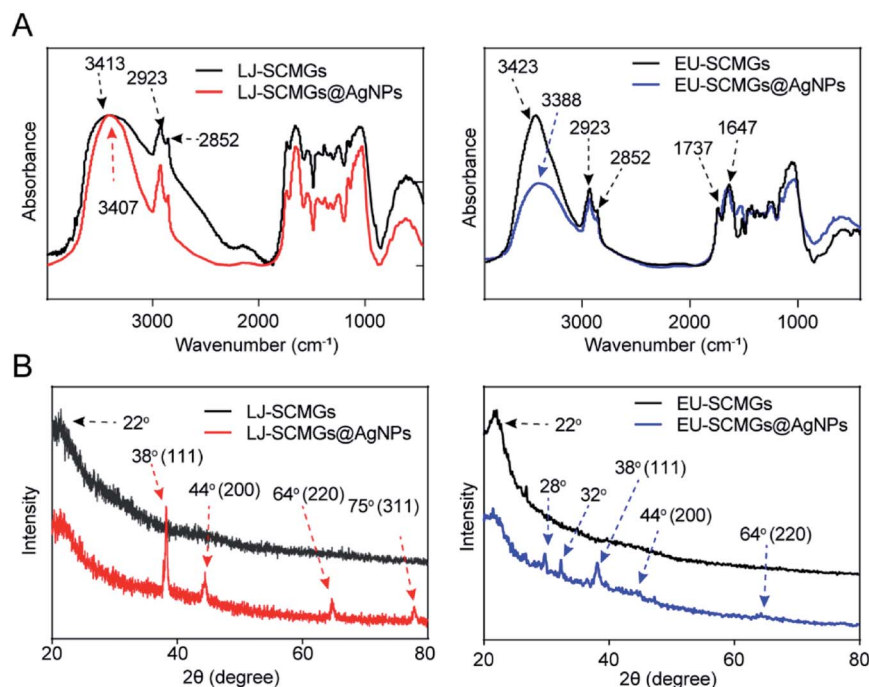 A
3413
2923
LJ-SCMGs
LJ-SCMGs@AgNPs
2852
3407
Absorbance
3000
2000
1000
Wavenumber (cm⁻¹)
EU-SCMGs
EU-SCMGs@AgNPs
3423
3388
2923
2852
1737
1647
Absorbance
3000
2000
1000
Wavenumber (cm⁻¹)
B
LJ-SCMGs
LJ-SCMGs@AgNPs
22°
38° (111)
44° (200)
64° (220)
75° (311)
Intensity
20
40
60
80
2θ (degree)
EU-SCMGs
EU-SCMGs@AgNPs
22°
28°
32°
38° (111)
44° (200)
64° (220)
Intensity
20
40
60
80
2θ (degree)